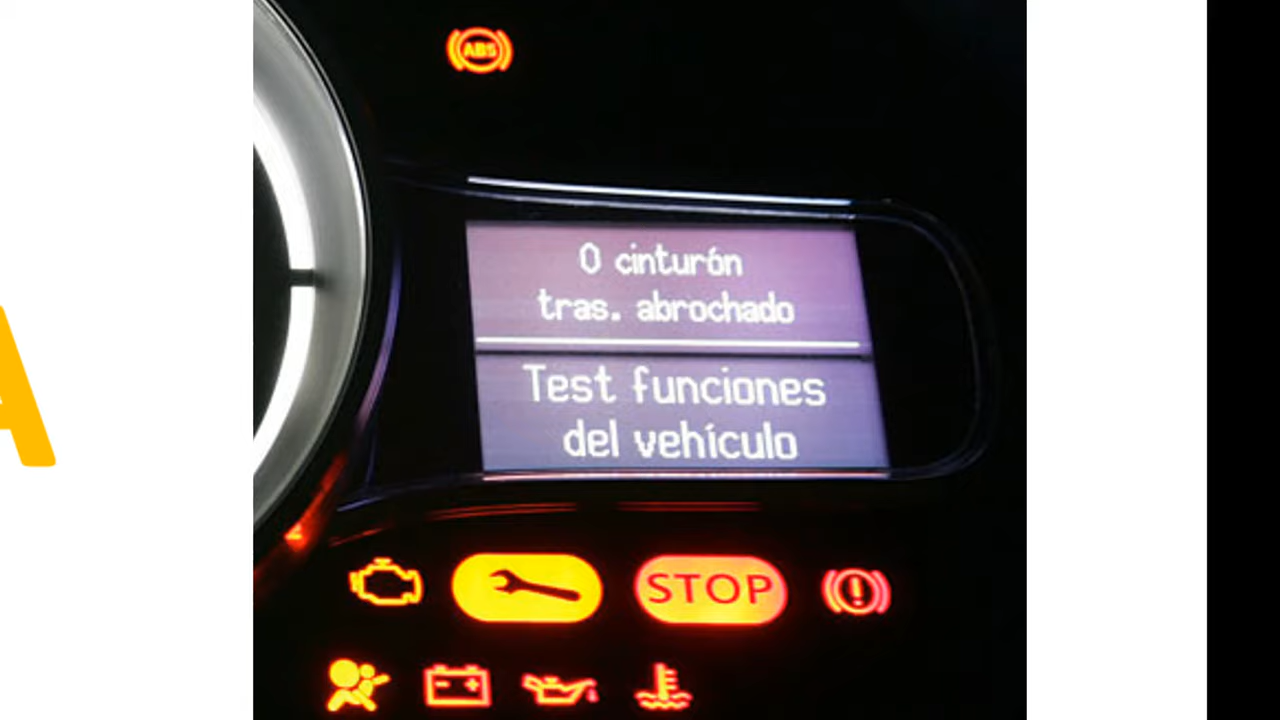 ABS
0 cinturón
tras. abrochado
Test funciones
del vehículo
STOP
A